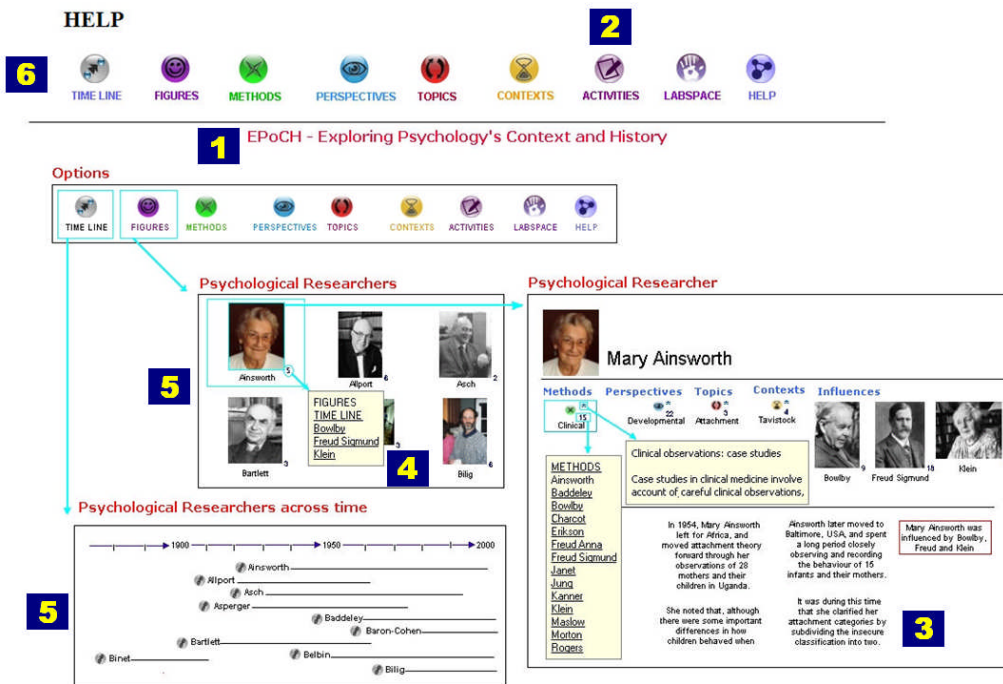 HELP
2
6
TIME LINE FIGURES METHODS PERSPECTIVES TOPICS CONTEXTS ACTIVITIES LABSPACE HELP
1
EPoCH - Exploring Psychology's Context and History
Options
TIME LINE FIGURES METHODS PERSPECTIVES TOPICS CONTEXTS ACTIVITIES LABSPACE HELP
Psychological Researchers
5
Ainsworth 5
Allport 6
Asch 2
Bartlett 3
3
Bilig 6
FIGURES
TIME LINE
Bowlby
Freud Sigmund
Klein
4
Psychological Researcher
Mary Ainsworth
Methods Perspectives Topics Contexts Influences
15 22 3 4
Clinical Developmental Attachment Tavistock
Bowlby 9
Freud Sigmund 18
Klein
Clinical observations: case studies
Case studies in clinical medicine involve
account of careful clinical observations,
METHODS
Ainsworth
Baddeley
Bowlby
Charcot
Erikson
Freud Anna
Freud Sigmund
Janet
Jung
Kanner
Klein
Maslow
Morton
Rogers
In 1954, Mary Ainsworth
left for Africa, and
moved attachment theory
forward through her
observations of 28
mothers and their
children in Uganda.
She noted that, although
there were some important
differences in how
children behaved when
Ainsworth later moved to
Baltimore, USA, and spent
a long period closely
observing and recording
the behaviour of 15
infants and their mothers.
It was during this time
that she clarified her
attachment categories by
subdividing the insecure
classification into two.
Mary Ainsworth was
influenced by Bowlby,
Freud and Klein
3
Psychological Researchers across time
5
1900 1950 2000
Ainsworth
Allport
Asch
Asperger
Baddeley
Baron-Cohen
Bartlett
Belbin
Binet
Bilig